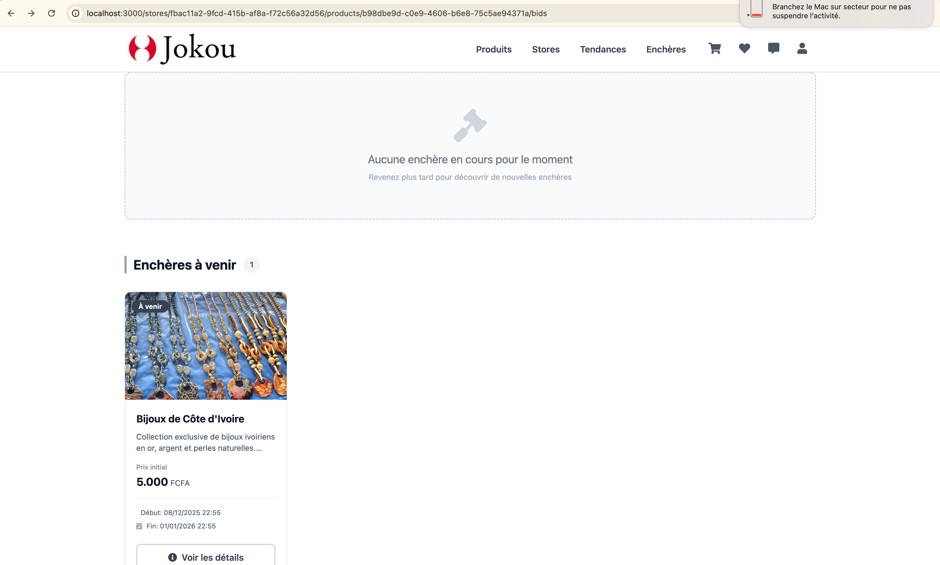 localhost:3000/stores/fbac11a2-9fcd-415b-af8a-f72c56a32d56/products/b98dbe9d-c0e9-4606-b6e8-75c5ae94371a/bids
Branchez le Mac sur secteur pour ne pas
suspendre l'activité.
Jokou
Produits
Stores
Tendances
Enchères
Aucune enchère en cours pour le moment
Revenez plus tard pour découvrir de nouvelles enchères
Enchères à venir 1
À venir
Bijoux de Côte d'Ivoire
Collection exclusive de bijoux ivoiriens
en or, argent et perles naturelles....
Prix initial
5.000 FCFA
Début: 08/12/2025 22:55
Fin: 01/01/2026 22:55
Voir les détails